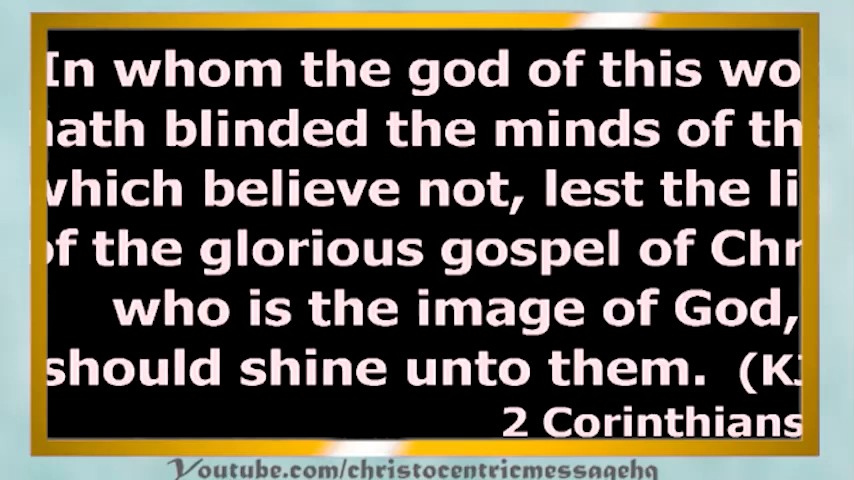 In whom the god of this wo
hath blinded the minds of th
which believe not, lest the li
of the glorious gospel of Chr
who is the image of God,
should shine unto them. (KJ
2 Corinthians
Youtube.com/christocentricmessagehq